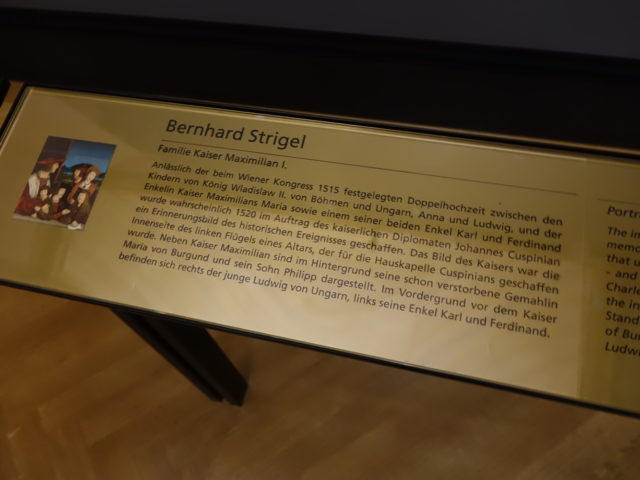 Bernhard Strigel
Familie Kaiser Maximilian I.
Anlässlich der beim Wiener Kongress 1515 festgelegten Doppelhochzeit zwischen den
Kindern von König Wladislaw II. von Böhmen und Ungarn, Anna und Ludwig, und der
Enkelin Kaiser Maximilians Maria sowie einem seiner beiden Enkel Karl und Ferdinand
wurde wahrscheinlich 1520 im Auftrag des kaiserlichen Diplomaten Johannes Cuspinian
ein Erinnerungsbild des historischen Ereignisses geschaffen. Das Bild des Kaisers war die
Innenseite des linken Flügels eines Altars, der für die Hauskapelle Cuspinians geschaffen
wurde. Neben Kaiser Maximilian sind im Hintergrund seine schon verstorbene Gemahlin
Maria von Burgund und sein Sohn Philipp dargestellt. Im Vordergrund vor dem Kaiser
befinden sich rechts der junge Ludwig von Ungarn, links seine Enkel Karl und Ferdinand.
The
that
- and
Charle
the
Stand
of Bu
Ludwi